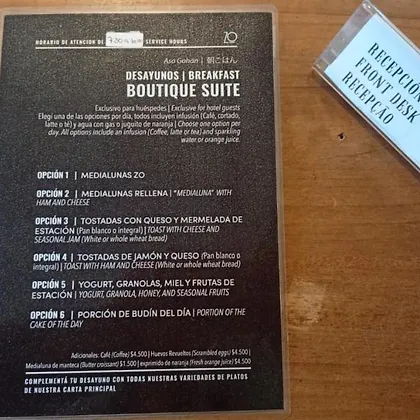 HORARIO DE ATENCIÓN DE SERVICE HOURS
ZO
Asa Gohan | 朝ごはん
DESAYUNOS | BREAKFAST
BOUTIQUE SUITE
Exclusivo para huéspedes | Exclusive for hotel guests
Elegí una de las opciones por día, todos incluyen infusión (Café, cortado,
latte o té) y agua con gas o juguito de naranja | Choose one option per
day. All options include an infusion (Coffee, latte or tea) and sparkling
water or orange juice.
OPCIÓN 1 | MEDIALUNAS ZO
OPCIÓN 2 | MEDIALUNAS RELLENA | "MEDIALUNA" WITH
HAM AND CHEESE
OPCIÓN 3 | TOSTADAS CON QUESO Y MERMELADA DE
ESTACIÓN (Pan blanco o integral) | TOAST WITH CHEESE AND
SEASONAL JAM (White or whole wheat bread)
OPCIÓN 4 | TOSTADAS DE JAMÓN Y QUESO (Pan blanco o
integral) | TOAST WITH HAM AND CHEESE (White or whole wheat bread)
OPCIÓN 5 | YOGURT, GRANOLAS, MIEL Y FRUTAS DE
ESTACIÓN | YOGURT, GRANOLA, HONEY, AND SEASONAL FRUITS
OPCIÓN 6 | PORCIÓN DE BUDÍN DEL DÍA | PORTION OF THE
CAKE OF THE DAY
Adicionales: Café (Coffee) $4.500 | Huevos Revueltos (Scrambled eggs) $4.500 |
Medialuna de manteca (Butter croissant) $1.500 | exprimido de naranja (Fresh orange juice) $4.500
COMPLEMENTÁ TU DESAYUNO CON TODAS NUESTRAS VARIEDADES DE PLATOS
DE NUESTRA CARTA PRINCIPAL
RECEPCIÓN
FRONT DESK
RECEPÇÃO